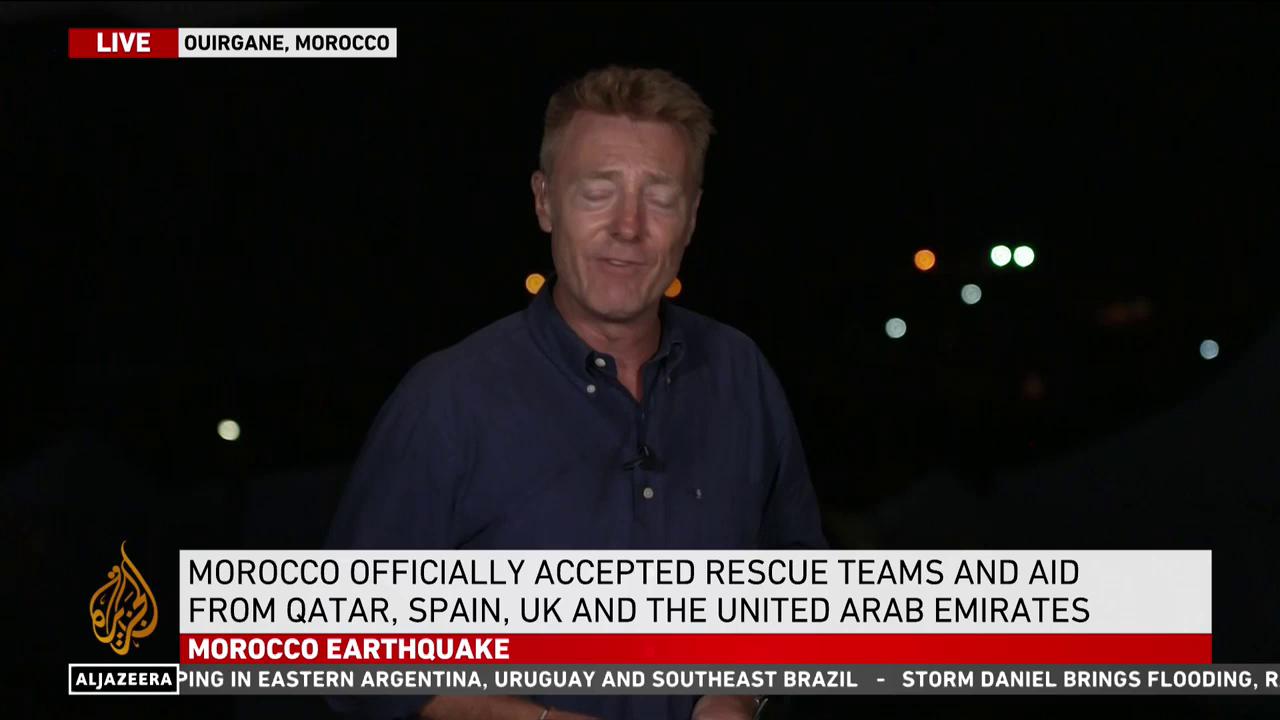 LIVE
OUIRGANE, MOROCCO
MOROCCO OFFICIALLY ACCEPTED RESCUE TEAMS AND AID
FROM QATAR, SPAIN, UK AND THE UNITED ARAB EMIRATES
MOROCCO EARTHQUAKE
ALJAZEERA
PING IN EASTERN ARGENTINA, URUGUAY AND SOUTHEAST BRAZIL - STORM DANIEL BRINGS FLOODING, R